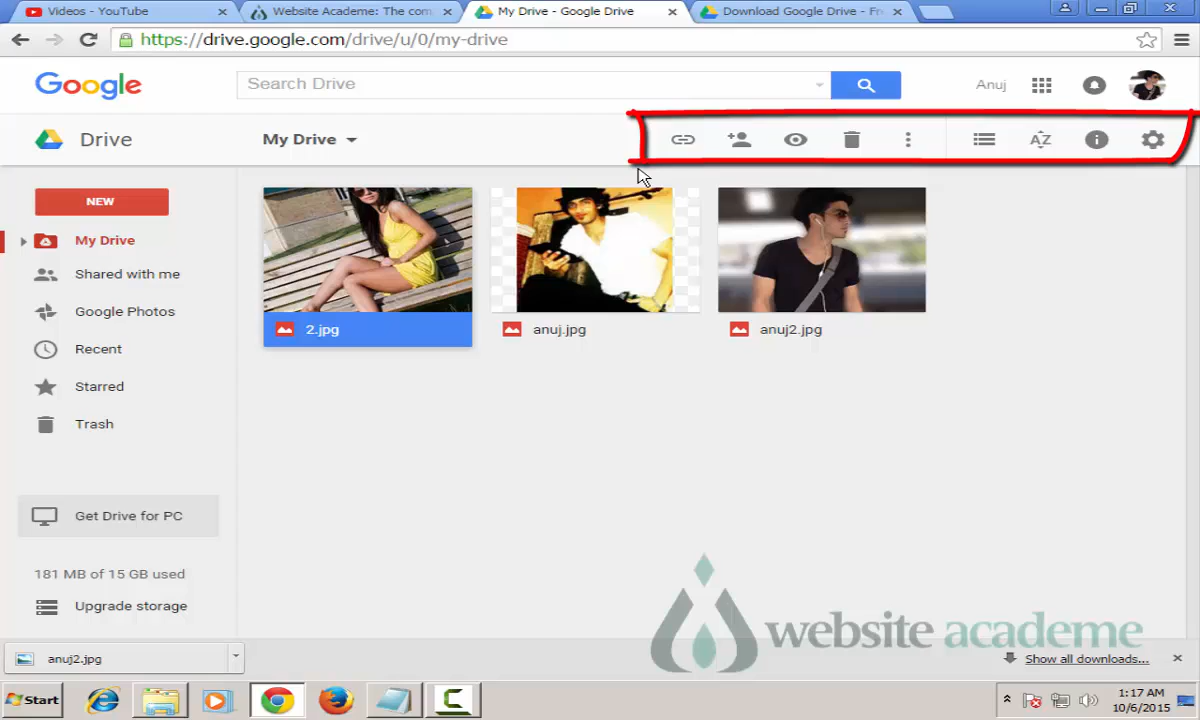 Videos - YouTube
Website Academe: The com
My Drive - Google Drive
Download Google Drive - Fr
https://drive.google.com/drive/u/0/my-drive
Google
Search Drive
Anuj
Drive
My Drive
AZ
NEW
My Drive
Shared with me
Google Photos
Recent
Starred
Trash
2.jpg
anuj.jpg
anuj2.jpg
Get Drive for PC
181 MB of 15 GB used
Upgrade storage
website academe
anuj2.jpg
Show all downloads...
Start
1:17 AM
10/6/2015